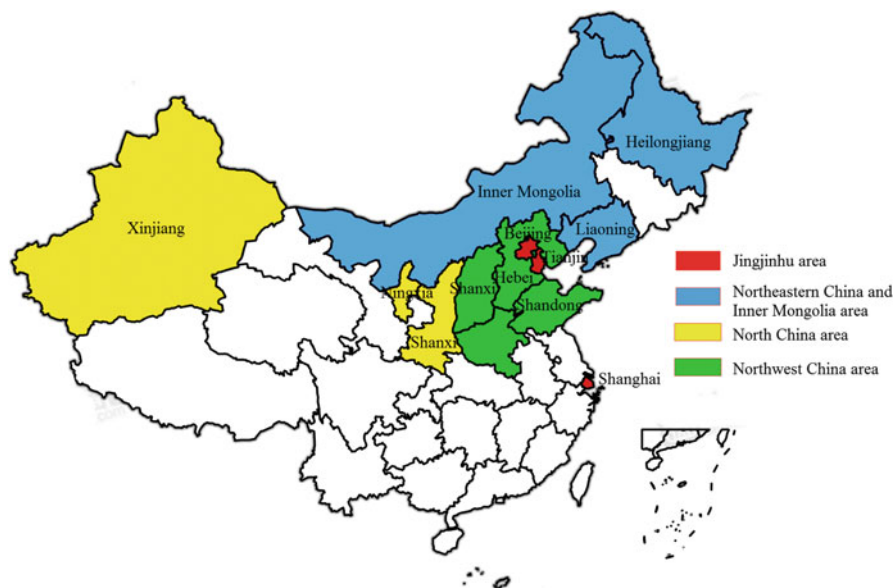 Heilongjiang
Inner Mongolia
Xinjiang
Beijing
Liaoning
Tianjin
Jingjinhu area
Hebei
Shanxi
Ningxia
Northeastern China and
Inner Mongolia area
Shandong
North China area
Shanxi
Northwest China area
Shanghai